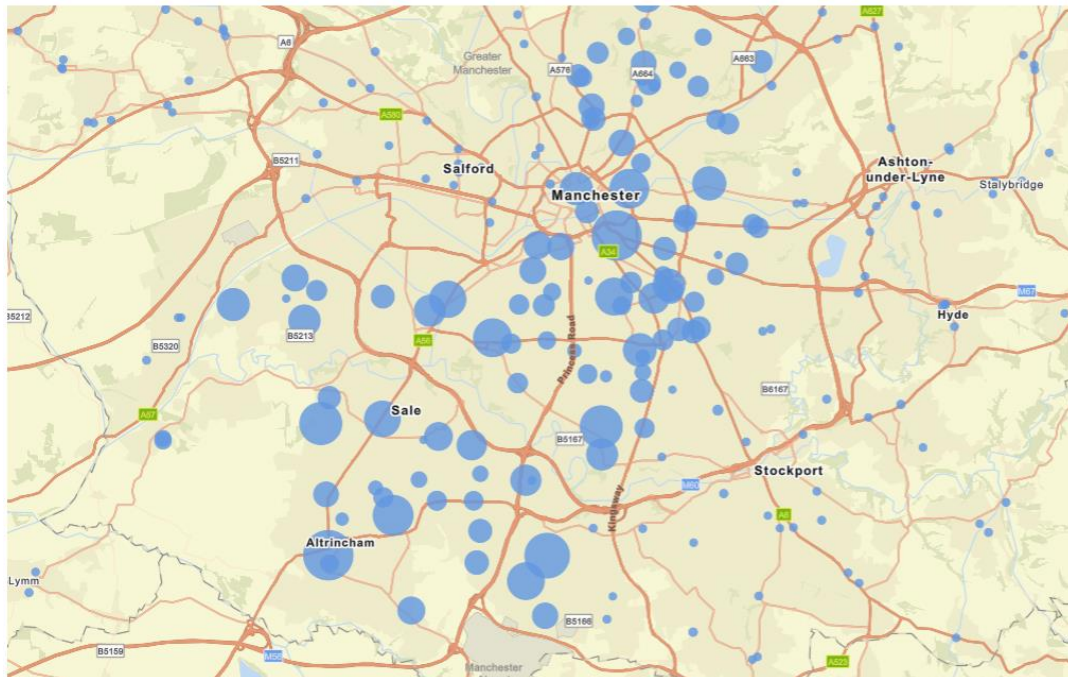 A627
A6
Greater
Manchester
A576
A664
A663
A580
B5211
Salford
Ashton-
under-Lyne
Stalybridge
Manchester
A34
M67
B5212
Hyde
B5213
B5320
A56
Princess Road
B6167
A57
Sale
B5167
Stockport
M60
Kingsway
A6
Altrincham
Lymm
B5166
B5159
M56
A523
Manchester